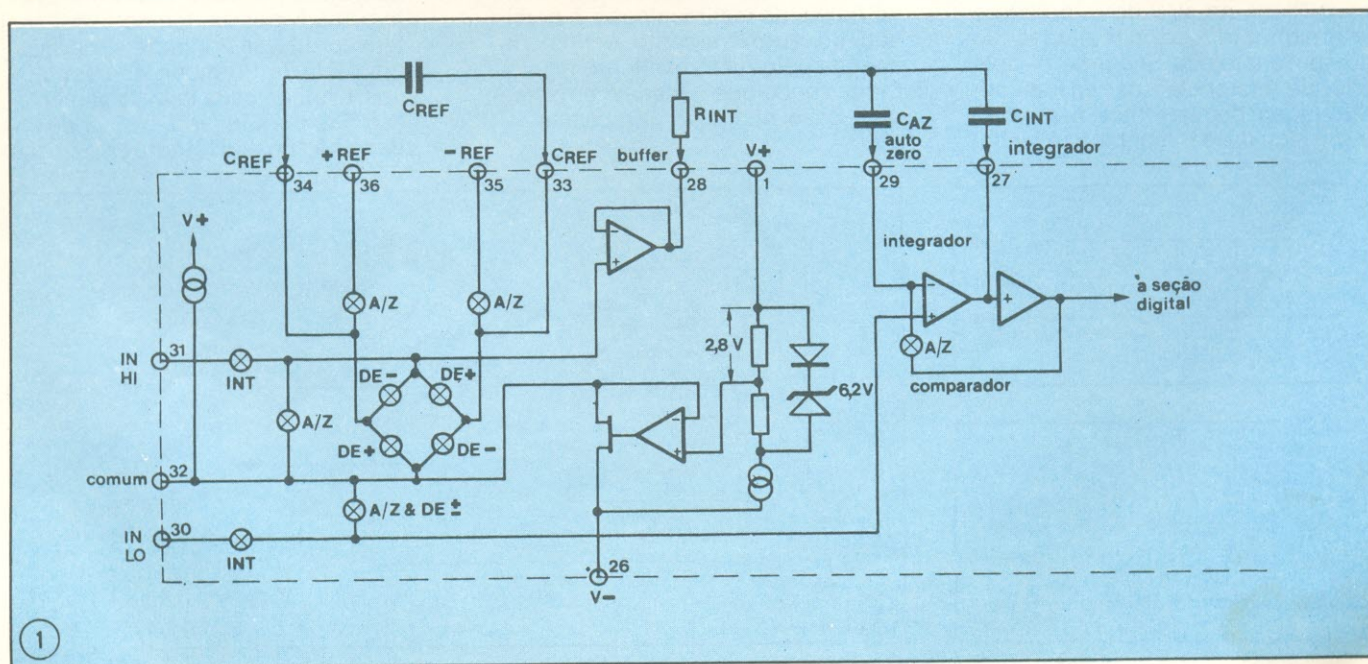 CREF
RINT
CAZ
CINT
CREF
+ REF
− REF
CREF
buffer
V+
auto
zero
integrador
34
36
35
33
28
1
29
27
V+
integrador
A/Z
A/Z
'a seção
digital
2,8 V
IN
HI
31
INT
DE −
DE+
A/Z
6,2V
A/Z
comparador
DE+
DE −
comum
32
A/Z & DE ±
IN
LO
30
INT
26
V−
1